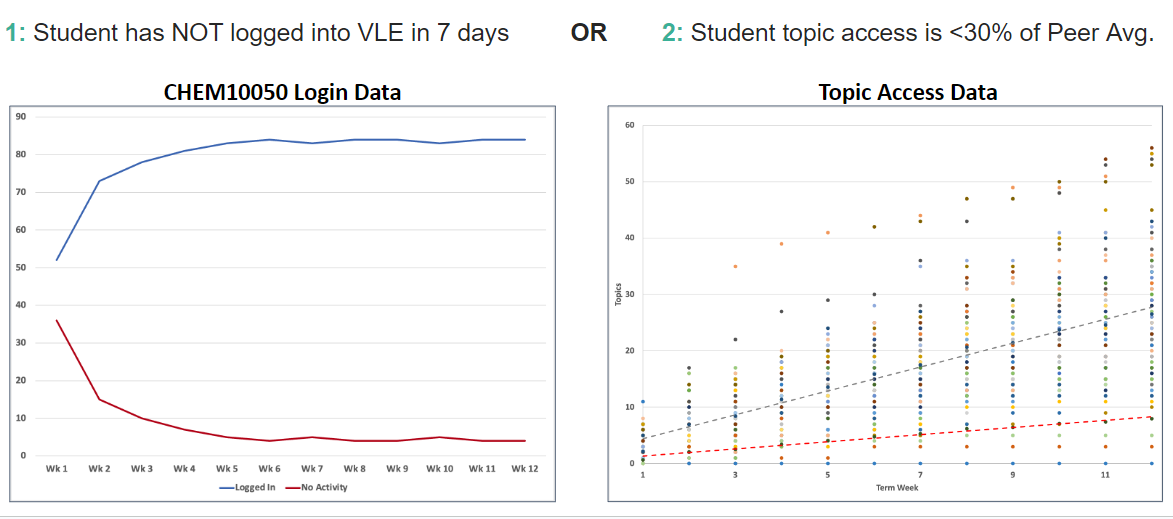 1: Student has NOT logged into VLE in 7 days OR 2: Student topic access is <30% of Peer Avg.
CHEM10050 Login Data
90
80
70
60
50
40
30
20
10
0
Wk 1 Wk 2 Wk 3 Wk 4 Wk 5 Wk 6 Wk 7 Wk 8 Wk 9 Wk 10 Wk 11 Wk 12
Logged In No Activity
Topic Access Data
60
50
40
30
20
10
0
Topics
1 3 5 7 9 11
Term Week